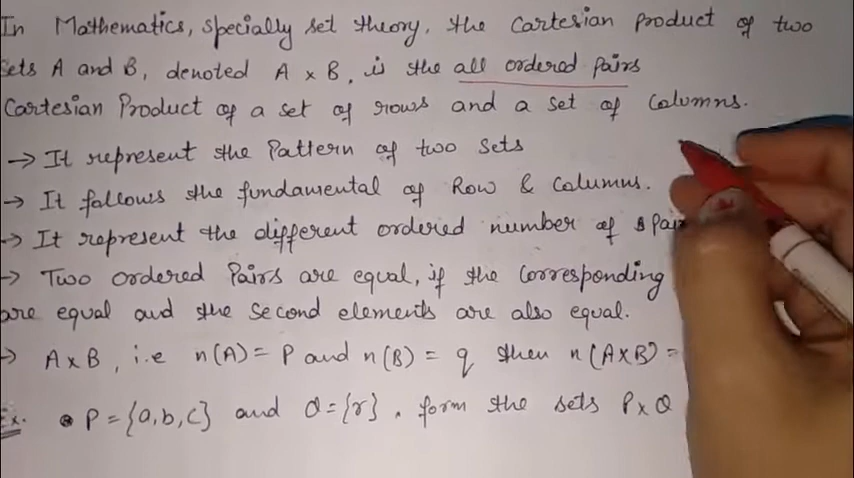 In Mathematics, specially set theory, the Cartesian product of two
sets A and B, denoted A × B, is the all ordered pairs
Cartesian Product of a set of rows and a set of Columns.
→ It represent the Pattern of two Sets
→ It follows the fundamental of Row & Columns.
→ It represent the different ordered number of Pair
→ Two ordered Pairs are equal, if the corresponding
are equal and the second elements are also equal.
→ A×B, i.e n(A) = P and n(B) = q then n(A×B) =
Ex. P = {a,b,c} and Q = {r}. form the sets P×Q